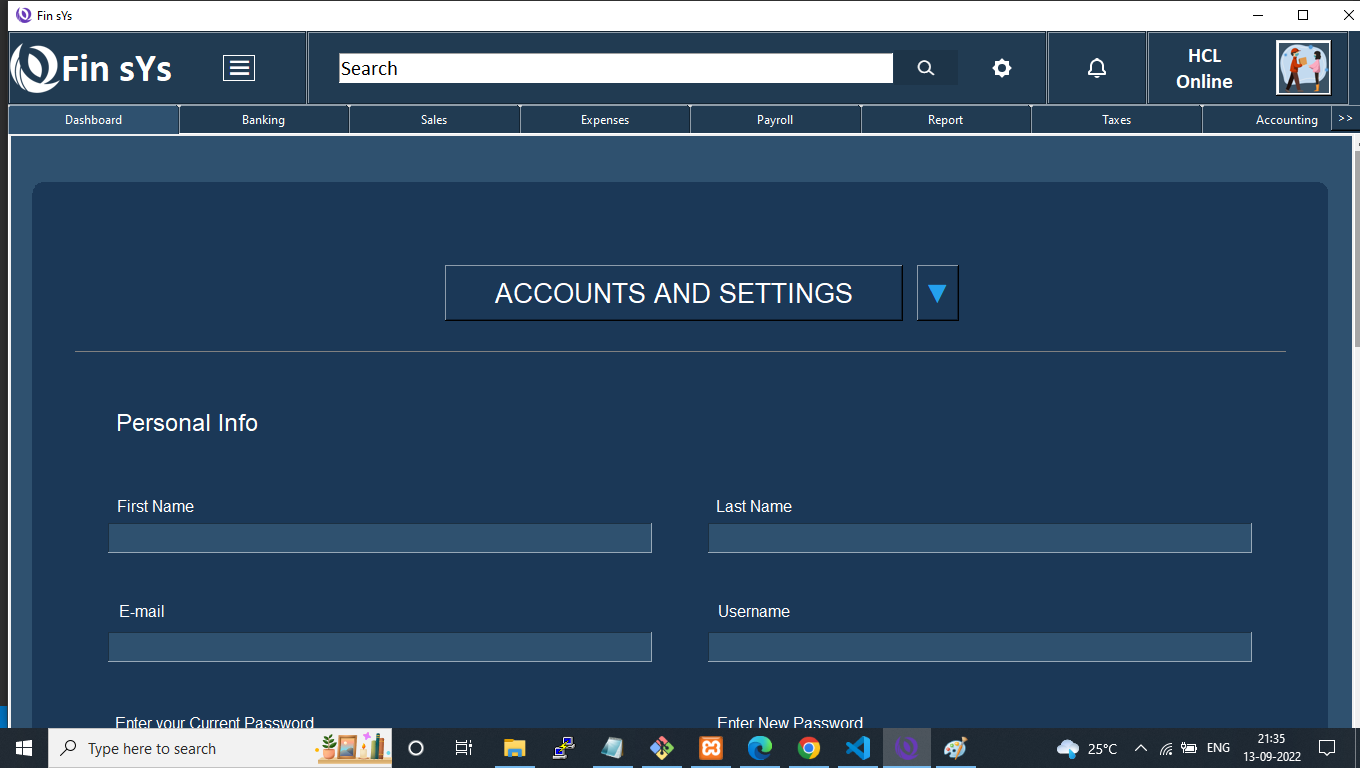 Fin sYs
Fin sYs
Search
HCL
Online
Dashboard
Banking
Sales
Expenses
Payroll
Report
Taxes
Accounting
>>
ACCOUNTS AND SETTINGS
▼
Personal Info
First Name
Last Name
E-mail
Username
Enter your Current Password
Enter New Password
Type here to search
25°C
ENG
21:35
13-09-2022